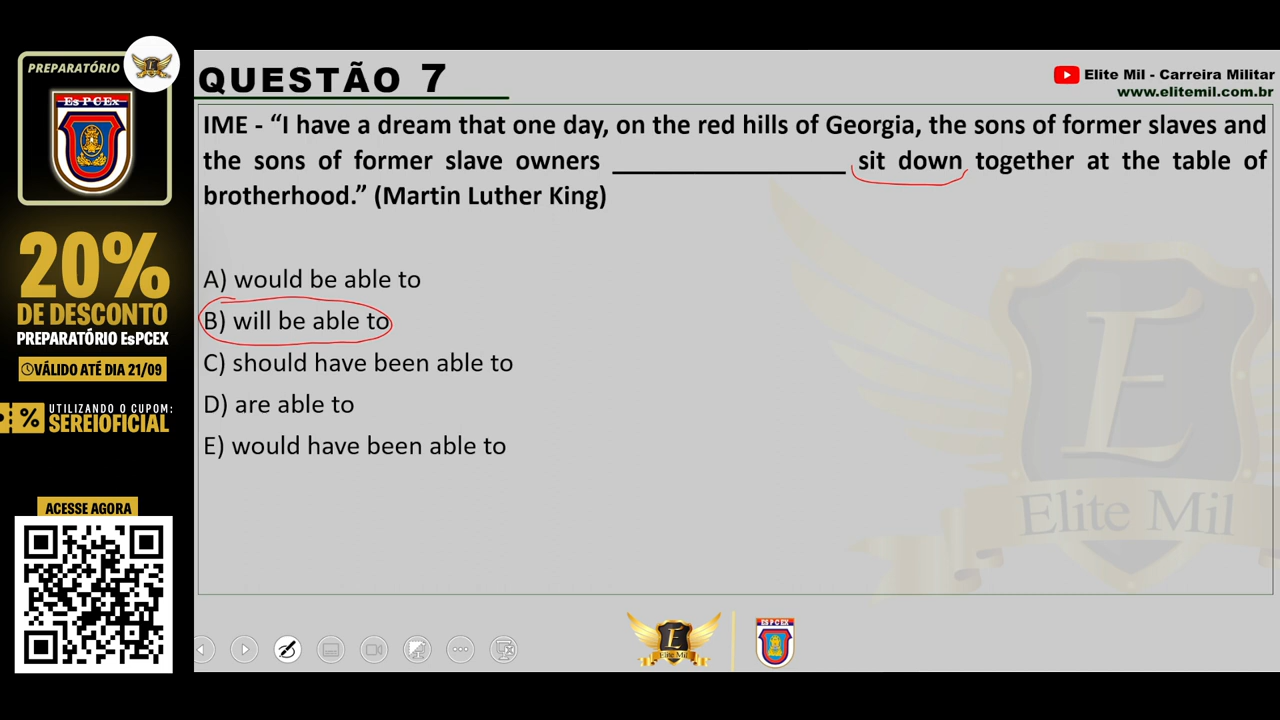 PREPARATÓRIO
EsPCEx
20%
DE DESCONTO
PREPARATÓRIO EsPCEX
VÁLIDO ATÉ DIA 21/09
%
UTILIZANDO O CUPOM:
SEREIOFICIAL
ACESSE AGORA
QUESTÃO 7
Elite Mil - Carreira Militar
www.elitemil.com.br
IME - “I have a dream that one day, on the red hills of Georgia, the sons of former slaves and
the sons of former slave owners _________________ sit down together at the table of
brotherhood.” (Martin Luther King)
A) would be able to
B) will be able to
C) should have been able to
D) are able to
E) would have been able to
E
Elite Mil
E
Elite Mil
ESPCEX